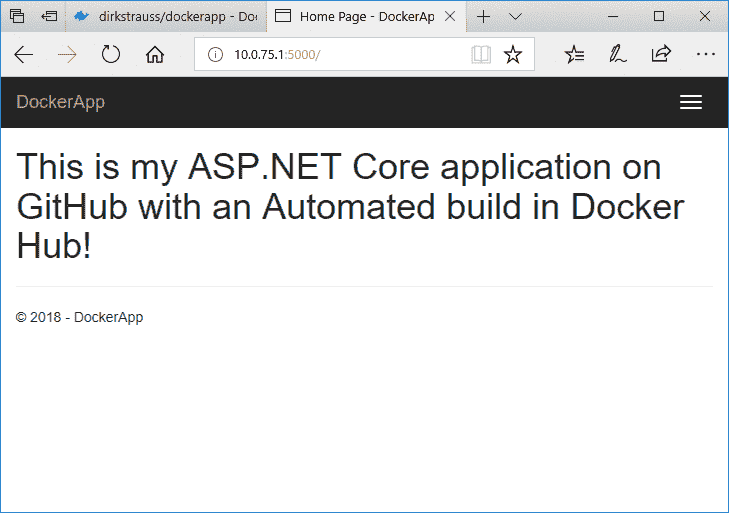 dirkstrauss/dockerapp - Do
Home Page - DockerAp
10.0.75.1:5000/
DockerApp
This is my ASP.NET Core application on
GitHub with an Automated build in Docker
Hub!
© 2018 - DockerApp